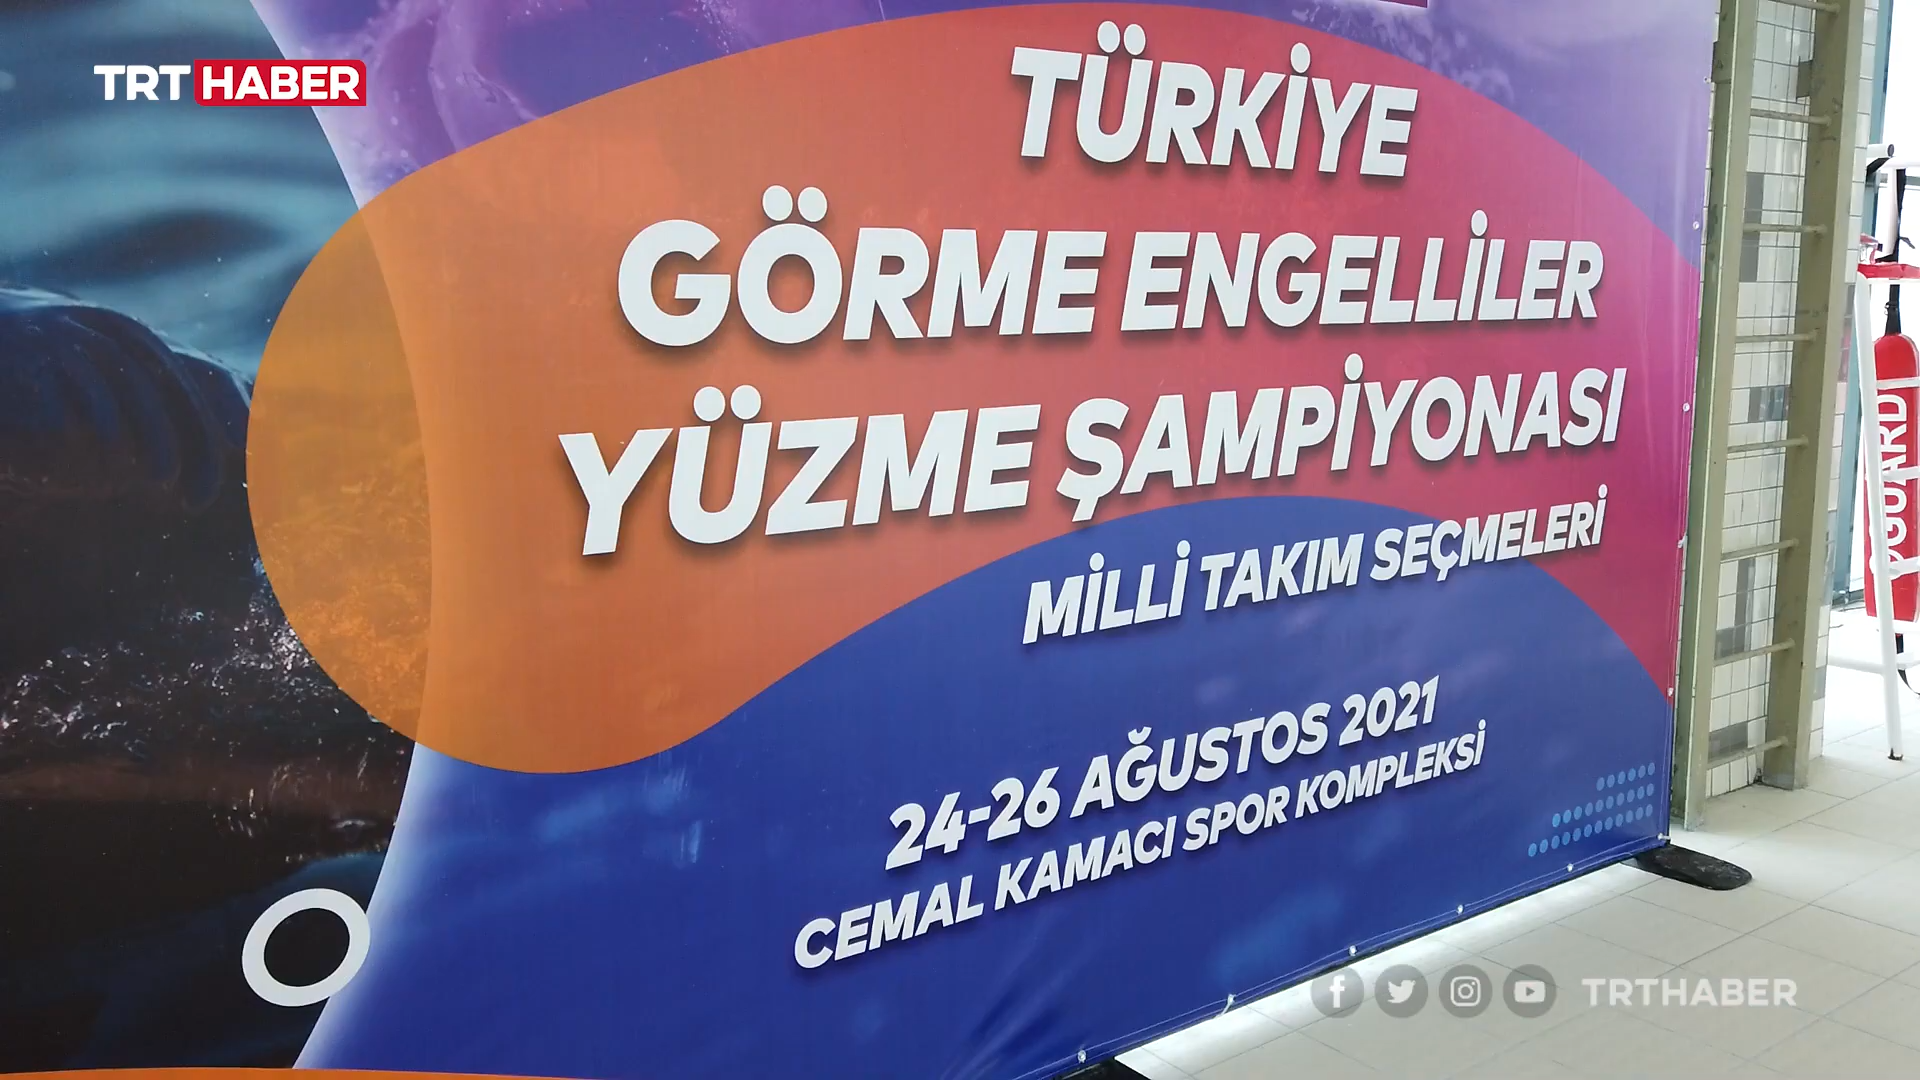 TRT HABER
TÜRKİYE
GÖRME ENGELLİLER
YÜZME ŞAMPİYONASI
MİLLİ TAKIM SEÇMELERİ
24-26 AĞUSTOS 2021
CEMAL KAMACI SPOR KOMPLEKSİ
GUARD
TRTHABER